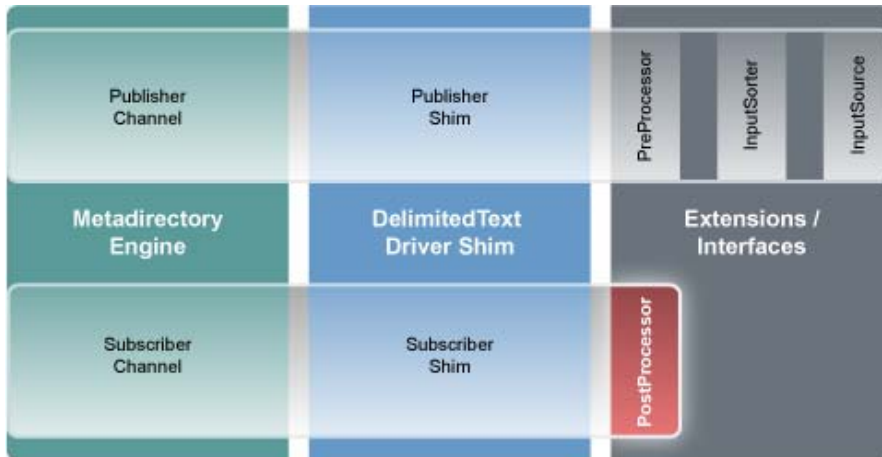 Publisher
Channel
Publisher
Shim
PreProcessor
InputSorter
InputSource
Metadirectory
Engine
DelimitedText
Driver Shim
Extensions /
Interfaces
Subscriber
Channel
Subscriber
Shim
PostProcessor